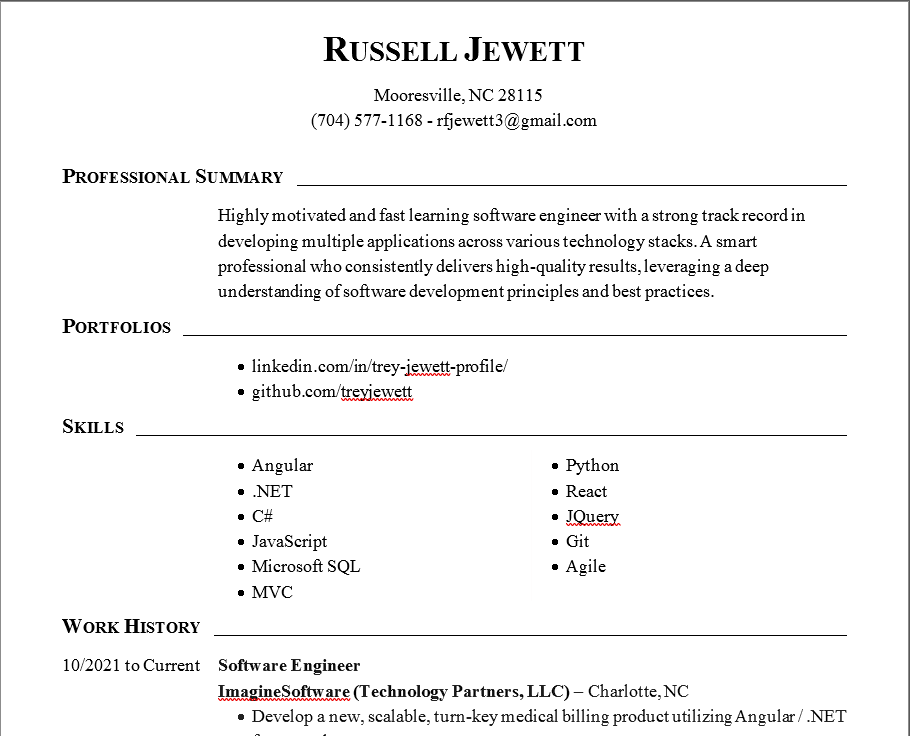 RUSSELL JEWETT
Mooresville, NC 28115
(704) 577-1168 - rfjewett3@gmail.com
PROFESSIONAL SUMMARY
Highly motivated and fast learning software engineer with a strong track record in
developing multiple applications across various technology stacks. A smart
professional who consistently delivers high-quality results, leveraging a deep
understanding of software development principles and best practices.
PORTFOLIOS
• linkedin.com/in/trey-jewett-profile/
• github.com/treyjewett
SKILLS
• Angular
• .NET
• C#
• JavaScript
• Microsoft SQL
• MVC
• Python
• React
• JQuery
• Git
• Agile
WORK HISTORY
10/2021 to Current Software Engineer
ImagineSoftware (Technology Partners, LLC) – Charlotte, NC
• Develop a new, scalable, turn-key medical billing product utilizing Angular / .NET